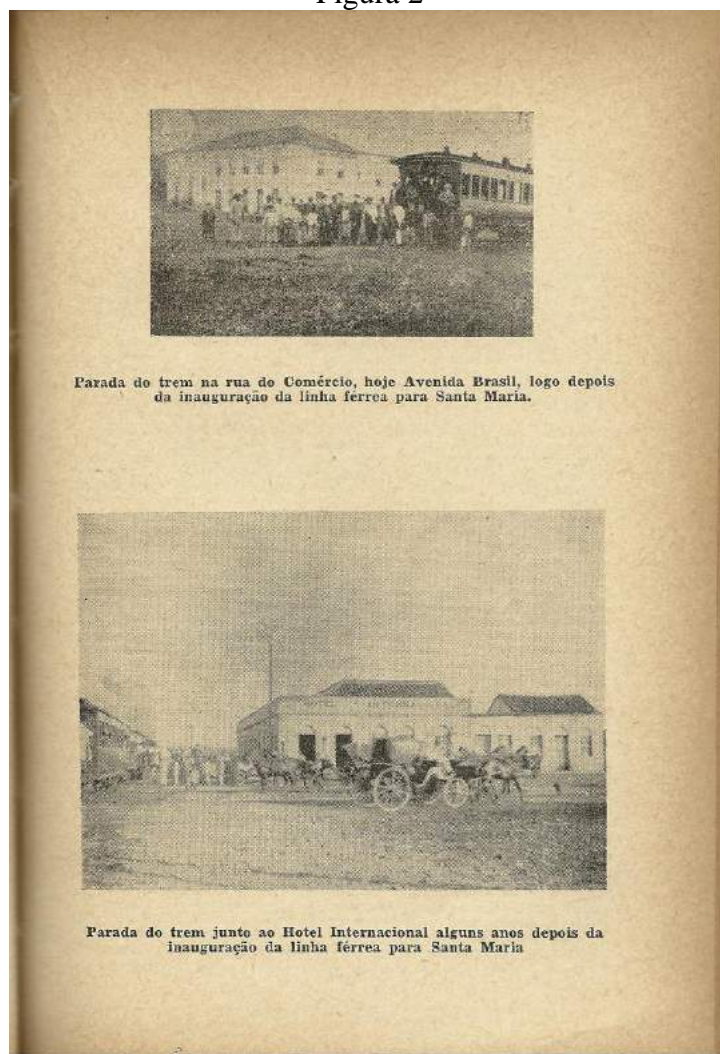 Figura 2
Parada do trem na rua do Comércio, hoje Avenida Brasil, logo depois
da inauguração da linha férrea para Santa Maria.
HOTEL
Parada do trem junto ao Hotel Internacional alguns anos depois da
inauguração da linha férrea para Santa Maria